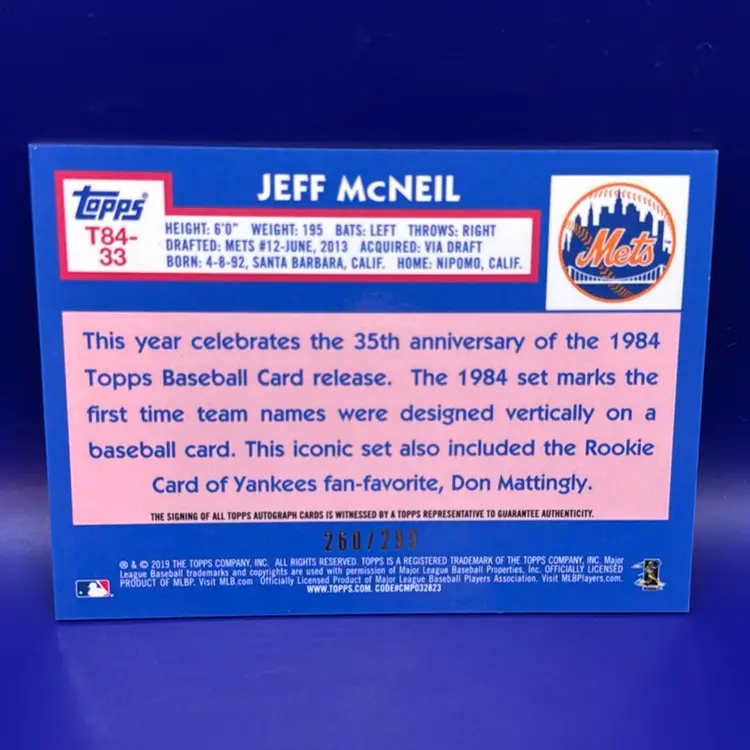 JEFF McNEIL
Topps®
T84-
33
HEIGHT: 6'0" WEIGHT: 195 BATS: LEFT THROWS: RIGHT
DRAFTED: METS #12-JUNE, 2013 ACQUIRED: VIA DRAFT
BORN: 4-8-92, SANTA BARBARA, CALIF. HOME: NIPOMO, CALIF.
Mets
This year celebrates the 35th anniversary of the 1984
Topps Baseball Card release. The 1984 set marks the
first time team names were designed vertically on a
baseball card. This iconic set also included the Rookie
Card of Yankees fan-favorite, Don Mattingly.
THE SIGNING OF ALL TOPPS AUTOGRAPH CARDS IS WITNESSED BY A TOPPS REPRESENTATIVE TO GUARANTEE AUTHENTICITY.
260/299
® & © 2019 THE TOPPS COMPANY, INC. ALL RIGHTS RESERVED. TOPPS IS A REGISTERED TRADEMARK OF THE TOPPS COMPANY, INC. Major
League Baseball trademarks and copyrights are used with permission of Major League Baseball Properties, Inc. OFFICIALLY LICENSED
PRODUCT OF MLBP. Visit MLB.com Officially Licensed Product of Major League Baseball Players Association. Visit MLBPlayers.com.
WWW.TOPPS.COM. CODE#CMP032823